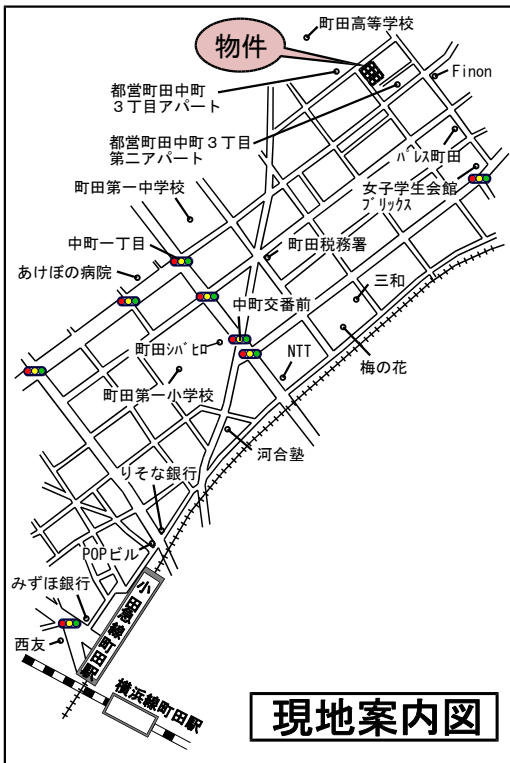 町田高等学校
物件
Finon
都営町田中町
３丁目アパート
都営町田中町３丁目
第二アパート
ﾊﾟﾚｽ町田
町田第一中学校
女子学生会館
ﾌﾞﾘｯｸｽ
中町一丁目
町田税務署
あけぼの病院
三和
中町交番前
町田ｼﾊﾞﾋﾛ
NTT
梅の花
町田第一小学校
河合塾
りそな銀行
POPビル
みずほ銀行
小田急線町田駅
西友
横浜線町田駅
現地案内図